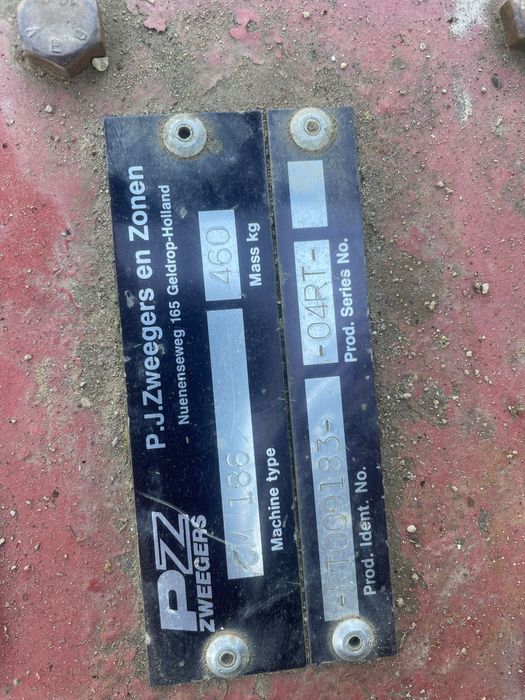 P.J.Zweegers en Zonen
Nuenenseweg 165 Geldrop-Holland
PZ
ZWEEGERS
CM 186
460
Machine type
Mass kg
-RT009183-
-04RT-
Prod. Ident. No.
Prod. Series No.